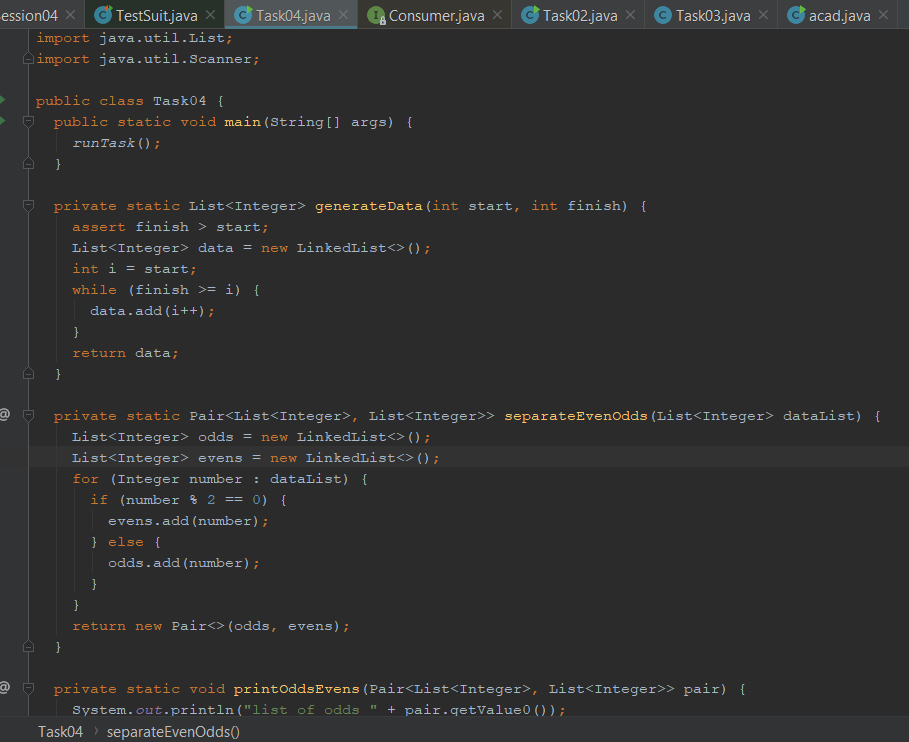 ession04 TestSuit.java Task04.java Consumer.java Task02.java Task03.java acad.java
import java.util.List;
import java.util.Scanner;
public class Task04 {
public static void main(String[] args) {
runTask();
}
private static List<Integer> generateData(int start, int finish) {
assert finish > start;
List<Integer> data = new LinkedList<>();
int i = start;
while (finish >= i) {
data.add(i++);
}
return data;
}
private static Pair<List<Integer>, List<Integer>> separateEvenOdds(List<Integer> dataList) {
List<Integer> odds = new LinkedList<>();
List<Integer> evens = new LinkedList<>();
for (Integer number : dataList) {
if (number % 2 == 0) {
evens.add(number);
} else {
odds.add(number);
}
}
return new Pair<>(odds, evens);
}
private static void printOddsEvens(Pair<List<Integer>, List<Integer>> pair) {
System.out.println("list of odds " + pair.getValue0());
Task04 › separateEvenOdds()